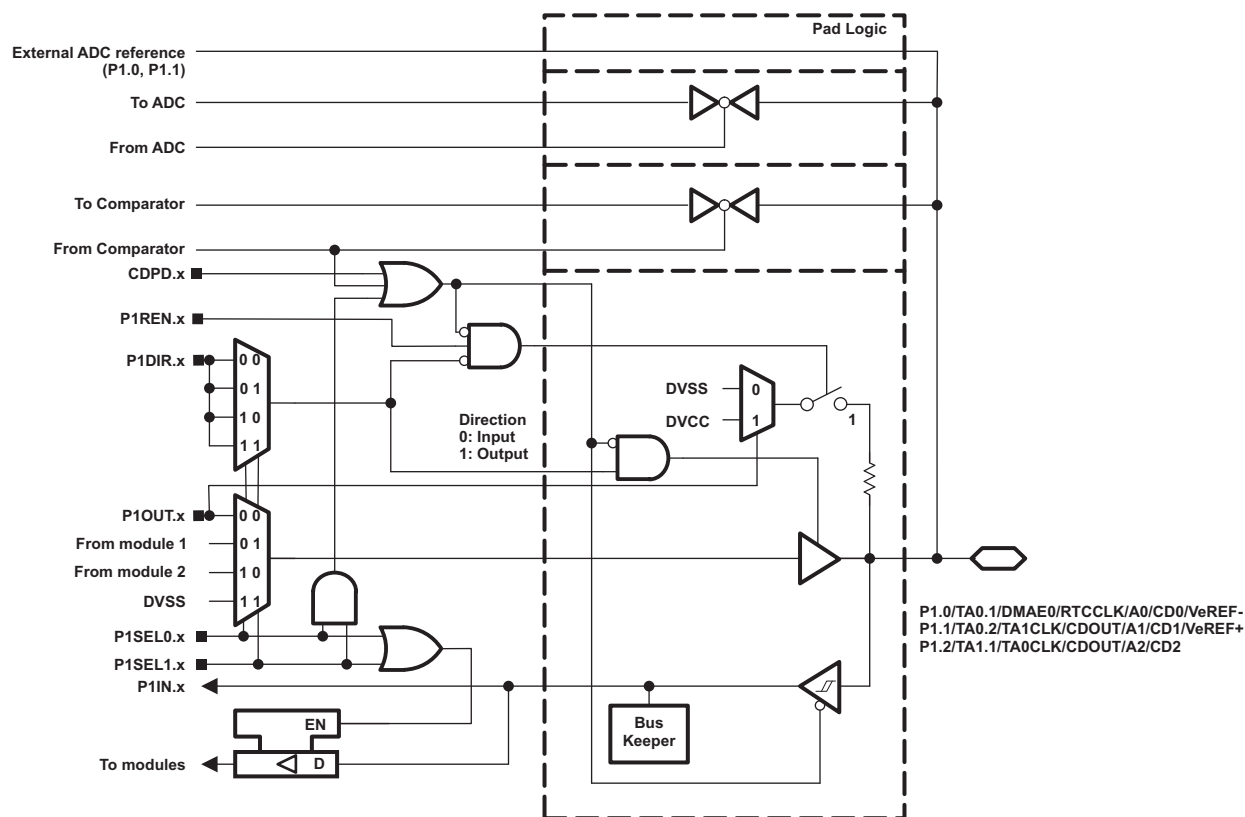 Pad Logic
External ADC reference
(P1.0, P1.1)
To ADC
From ADC
To Comparator
From Comparator
CDPD.x
P1REN.x
P1DIR.x
0 0
0 1
1 0
1 1
Direction
0: Input
1: Output
DVSS
0
DVCC
1
1
P1OUT.x
0 0
From module 1
0 1
From module 2
1 0
DVSS
1 1
P1SEL0.x
P1SEL1.x
P1IN.x
P1.0/TA0.1/DMAE0/RTCCLK/A0/CD0/VeREF-
P1.1/TA0.2/TA1CLK/CDOUT/A1/CD1/VeREF+
P1.2/TA1.1/TA0CLK/CDOUT/A2/CD2
Bus
Keeper
EN
To modules
D